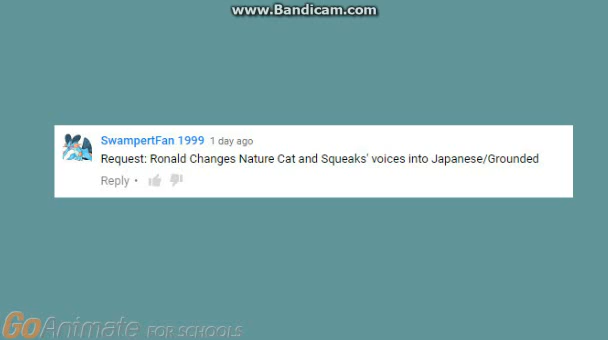 www.Bandicam.com
SwampertFan 1999 1 day ago
Request: Ronald Changes Nature Cat and Squeaks' voices into Japanese/Grounded
Reply •
GoAnimate FOR SCHOOLS